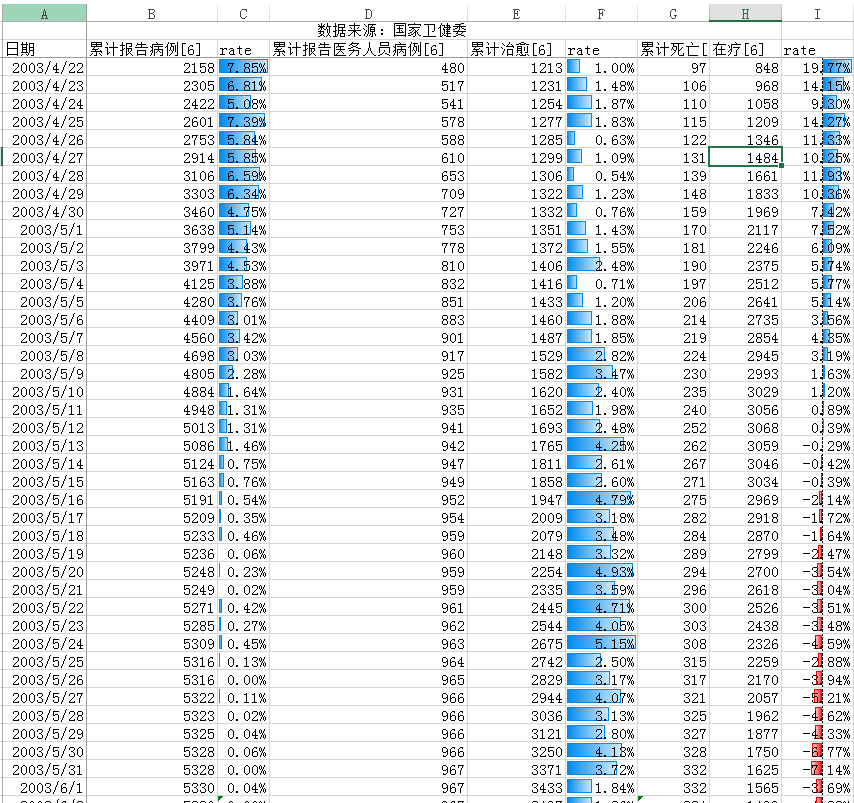 A B C D E F G H I
数据来源：国家卫健委
日期 累计报告病例[6] rate 累计报告医务人员病例[6] 累计治愈[6] rate 累计死亡[ 在疗[6] rate
2003/4/22 2158 7.85% 480 1213 1.00% 97 848 19.77%
2003/4/23 2305 6.81% 517 1231 1.48% 106 968 14.15%
2003/4/24 2422 5.08% 541 1254 1.87% 110 1058 9.30%
2003/4/25 2601 7.39% 578 1277 1.83% 115 1209 14.27%
2003/4/26 2753 5.84% 588 1285 0.63% 122 1346 11.33%
2003/4/27 2914 5.85% 610 1299 1.09% 131 1484 10.25%
2003/4/28 3106 6.59% 653 1306 0.54% 139 1661 11.93%
2003/4/29 3303 6.34% 709 1322 1.23% 148 1833 10.36%
2003/4/30 3460 4.75% 727 1332 0.76% 159 1969 7.42%
2003/5/1 3638 5.14% 753 1351 1.43% 170 2117 7.52%
2003/5/2 3799 4.43% 778 1372 1.55% 181 2246 6.09%
2003/5/3 3971 4.53% 810 1406 2.48% 190 2375 5.74%
2003/5/4 4125 3.88% 832 1416 0.71% 197 2512 5.77%
2003/5/5 4280 3.76% 851 1433 1.20% 206 2641 5.14%
2003/5/6 4409 3.01% 883 1460 1.88% 214 2735 3.56%
2003/5/7 4560 3.42% 901 1487 1.85% 219 2854 4.35%
2003/5/8 4698 3.03% 917 1529 2.82% 224 2945 3.19%
2003/5/9 4805 2.28% 925 1582 3.47% 230 2993 1.63%
2003/5/10 4884 1.64% 931 1620 2.40% 235 3029 1.20%
2003/5/11 4948 1.31% 935 1652 1.98% 240 3056 0.89%
2003/5/12 5013 1.31% 941 1693 2.48% 252 3068 0.39%
2003/5/13 5086 1.46% 942 1765 4.25% 262 3059 -0.29%
2003/5/14 5124 0.75% 947 1811 2.61% 267 3046 -0.42%
2003/5/15 5163 0.76% 949 1858 2.60% 271 3034 -0.39%
2003/5/16 5191 0.54% 952 1947 4.79% 275 2969 -2.14%
2003/5/17 5209 0.35% 954 2009 3.18% 282 2918 -1.72%
2003/5/18 5233 0.46% 959 2079 3.48% 284 2870 -1.64%
2003/5/19 5236 0.06% 960 2148 3.32% 289 2799 -2.47%
2003/5/20 5248 0.23% 959 2254 4.93% 294 2700 -3.54%
2003/5/21 5249 0.02% 959 2335 3.59% 296 2618 -3.04%
2003/5/22 5271 0.42% 961 2445 4.71% 300 2526 -3.51%
2003/5/23 5285 0.27% 962 2544 4.05% 303 2438 -3.48%
2003/5/24 5309 0.45% 963 2675 5.15% 308 2326 -4.59%
2003/5/25 5316 0.13% 964 2742 2.50% 315 2259 -2.88%
2003/5/26 5316 0.00% 965 2829 3.17% 317 2170 -3.94%
2003/5/27 5322 0.11% 966 2944 4.07% 321 2057 -5.21%
2003/5/28 5323 0.02% 966 3036 3.13% 325 1962 -4.62%
2003/5/29 5325 0.04% 966 3121 2.80% 327 1877 -4.33%
2003/5/30 5328 0.06% 966 3250 4.13% 328 1750 -6.77%
2003/5/31 5328 0.00% 967 3371 3.72% 332 1625 -7.14%
2003/6/1 5330 0.04% 967 3433 1.84% 332 1565 -3.69%